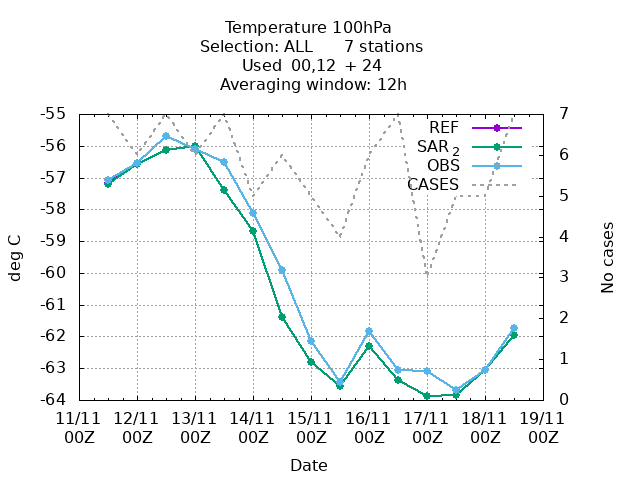 Temperature 100hPa
Selection: ALL 7 stations
Used 00,12 + 24
Averaging window: 12h
-55
-56
-57
-58
-59
-60
-61
-62
-63
-64
deg C
7
6
5
4
3
2
1
0
No cases
REF
SAR 2
OBS
CASES
11/11 12/11 13/11 14/11 15/11 16/11 17/11 18/11 19/11
00Z 00Z 00Z 00Z 00Z 00Z 00Z 00Z 00Z
Date